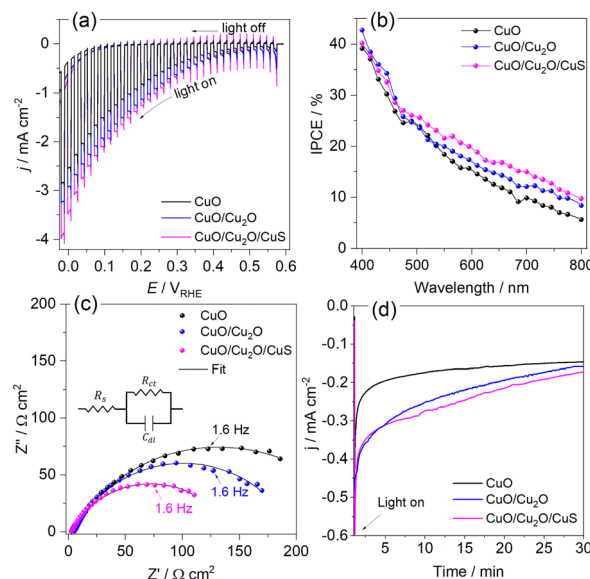 (a)
light off
light on
CuO
CuO/Cu₂O
CuO/Cu₂O/CuS
0
-1
-2
-3
-4
j / mA cm⁻²
0.0 0.1 0.2 0.3 0.4 0.5 0.6
E / V_RHE
(b)
CuO
CuO/Cu₂O
CuO/Cu₂O/CuS
50
40
30
20
10
0
IPCE / %
400 500 600 700 800
Wavelength / nm
(c)
CuO
CuO/Cu₂O
CuO/Cu₂O/CuS
Fit
R_ct
R_s
C_dl
1.6 Hz
1.6 Hz
1.6 Hz
200
150
100
50
0
Z'' / Ω cm²
0 50 100 150 200
Z' / Ω cm²
(d)
Light on
CuO
CuO/Cu₂O
CuO/Cu₂O/CuS
0.0
-0.1
-0.2
-0.3
-0.4
-0.5
-0.6
j / mA cm⁻²
5 10 15 20 25 30
Time / min